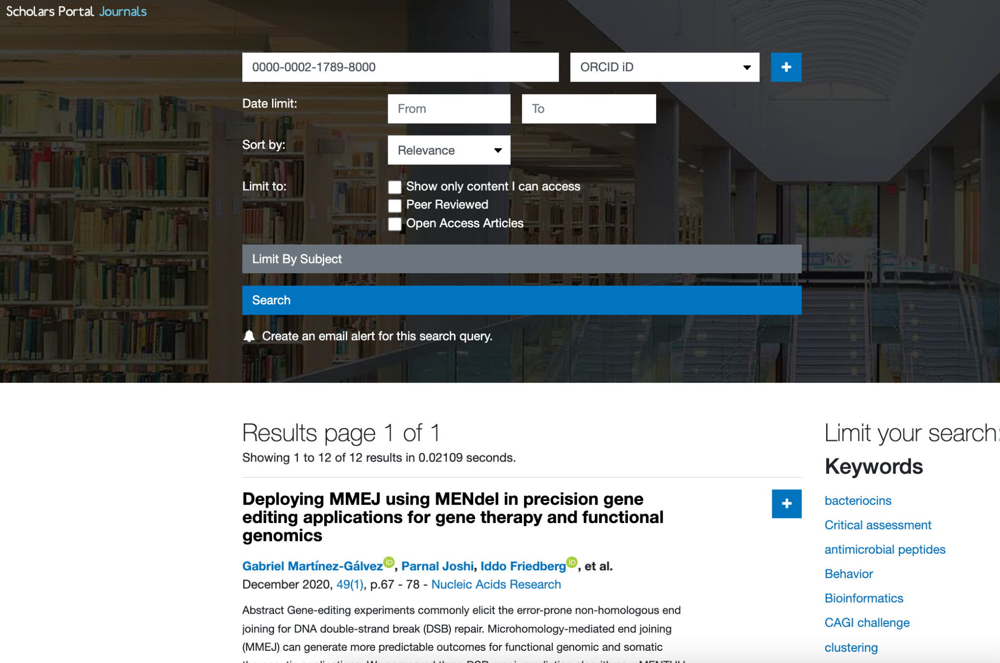 Scholars Portal Journals
0000-0002-1789-8000
ORCID iD
+
Date limit:
From
To
Sort by:
Relevance
Limit to:
Show only content I can access
Peer Reviewed
Open Access Articles
Limit By Subject
Search
Create an email alert for this search query.
Results page 1 of 1
Showing 1 to 12 of 12 results in 0.02109 seconds.
Deploying MMEJ using MENdel in precision gene
editing applications for gene therapy and functional
genomics
+
Gabriel Martínez-Gálvez iD, Parnal Joshi, Iddo Friedberg iD, et al.
December 2020, 49(1), p.67 - 78 - Nucleic Acids Research
Abstract Gene-editing experiments commonly elicit the error-prone non-homologous end
joining for DNA double-strand break (DSB) repair. Microhomology-mediated end joining
(MMEJ) can generate more predictable outcomes for functional genomic and somatic
Limit your search:
Keywords
bacteriocins
Critical assessment
antimicrobial peptides
Behavior
Bioinformatics
CAGI challenge
clustering